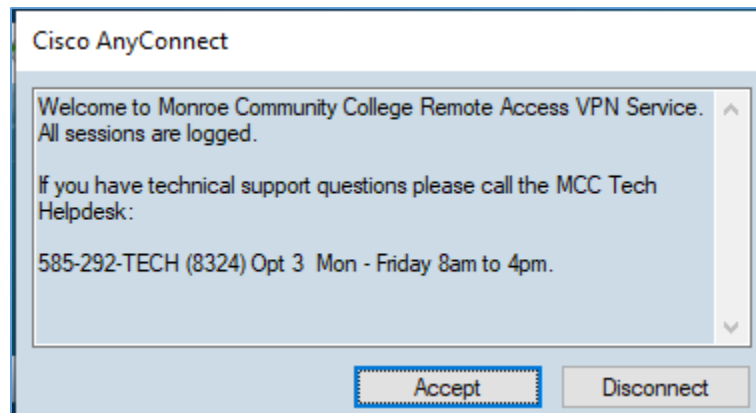 Cisco AnyConnect
Welcome to Monroe Community College Remote Access VPN Service.
All sessions are logged.
If you have technical support questions please call the MCC Tech
Helpdesk:
585-292-TECH (8324) Opt 3  Mon - Friday 8am to 4pm.
Accept
Disconnect